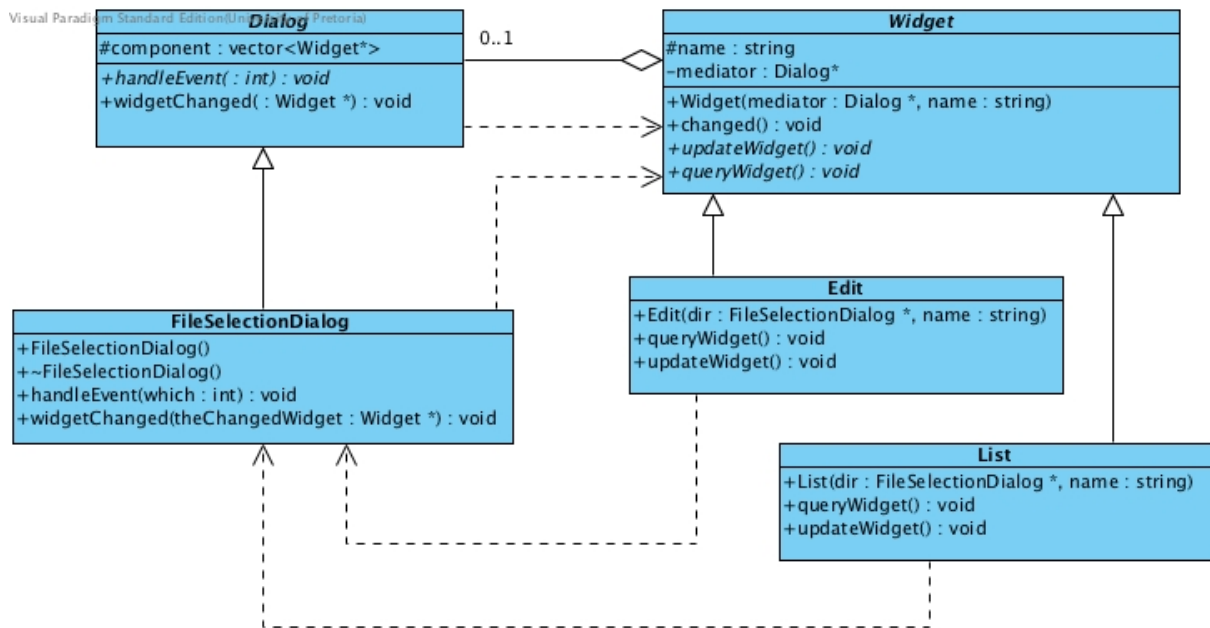 Visual Paradigm Standard Edition(University of Pretoria)
Dialog
#component : vector<Widget*>
+handleEvent( : int) : void
+widgetChanged( : Widget *) : void
0..1
Widget
#name : string
-mediator : Dialog*
+Widget(mediator : Dialog *, name : string)
+changed() : void
+updateWidget() : void
+queryWidget() : void
FileSelectionDialog
+FileSelectionDialog()
+~FileSelectionDialog()
+handleEvent(which : int) : void
+widgetChanged(theChangedWidget : Widget *) : void
Edit
+Edit(dir : FileSelectionDialog *, name : string)
+queryWidget() : void
+updateWidget() : void
List
+List(dir : FileSelectionDialog *, name : string)
+queryWidget() : void
+updateWidget() : void